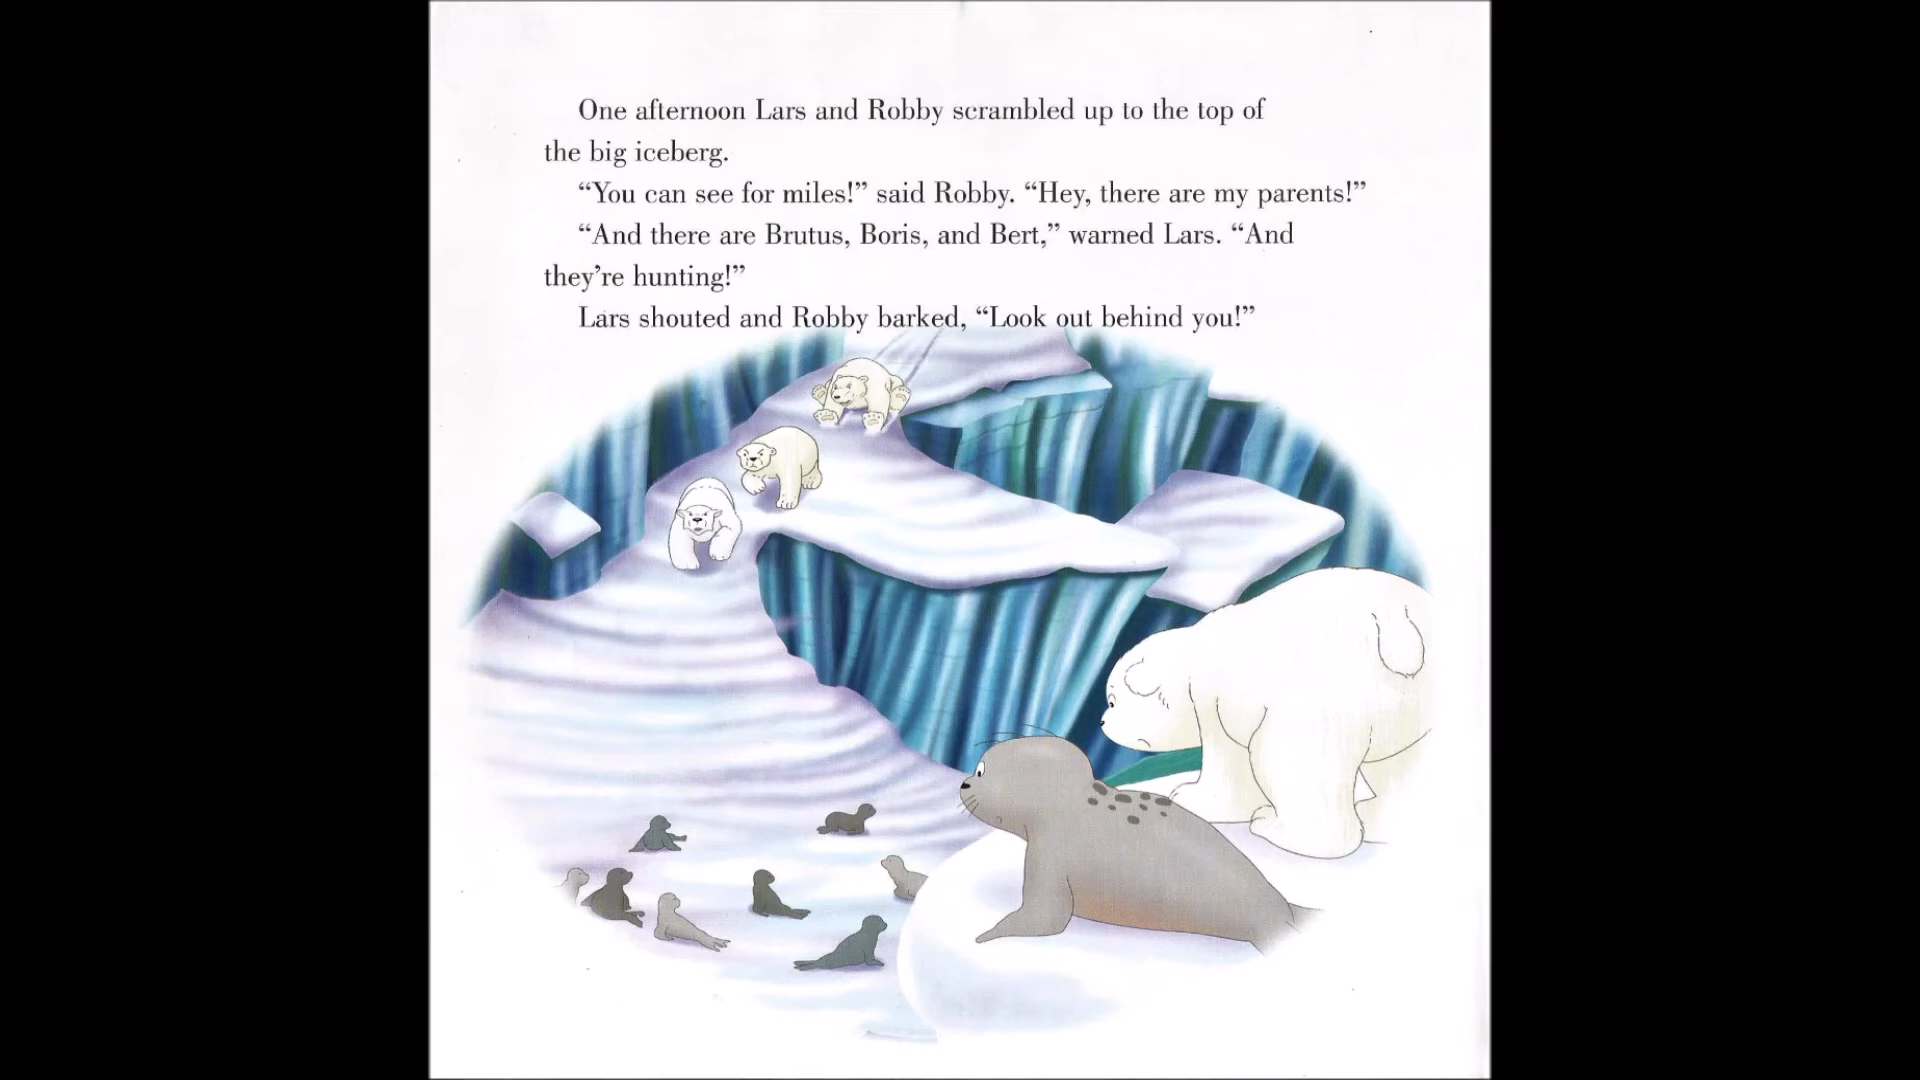 One afternoon Lars and Robby scrambled up to the top of
the big iceberg.
“You can see for miles!” said Robby. “Hey, there are my parents!”
“And there are Brutus, Boris, and Bert,” warned Lars. “And
they’re hunting!”
Lars shouted and Robby barked, “Look out behind you!”